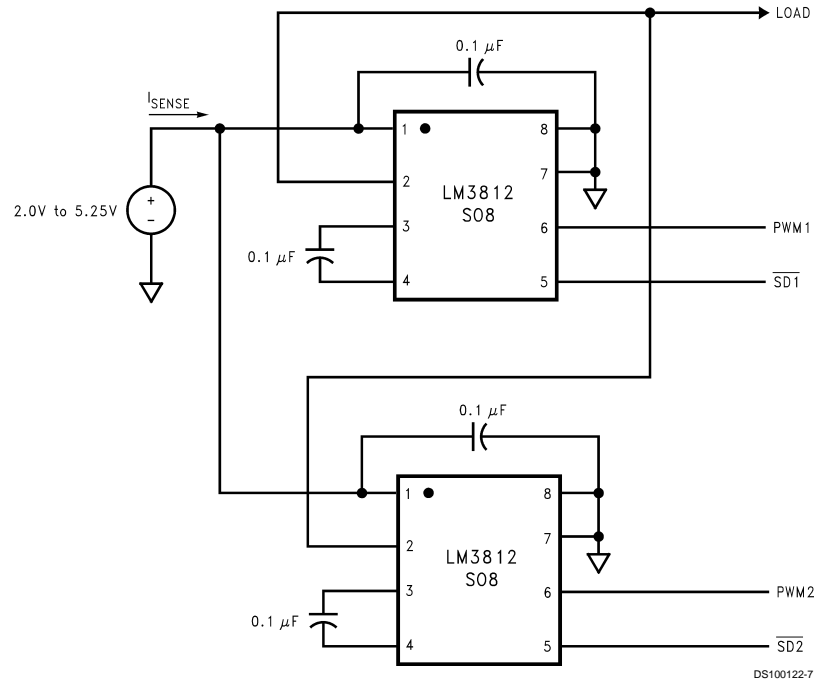 LOAD
0.1 µF
I SENSE
1
8
2
7
LM3812
S08
2.0V to 5.25V
+
−
3
6
PWM1
0.1 µF
4
5
SD1
0.1 µF
1
8
2
7
LM3812
S08
3
6
PWM2
0.1 µF
4
5
SD2
DS100122-7